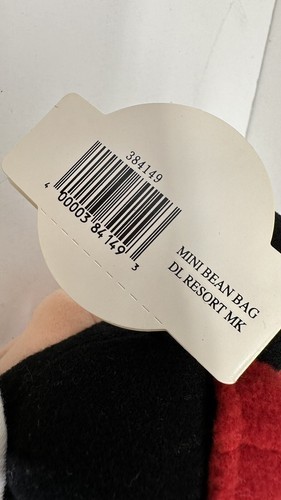 384149
4 00003 84149 3
MINI BEAN BAG
DL RESORT MK